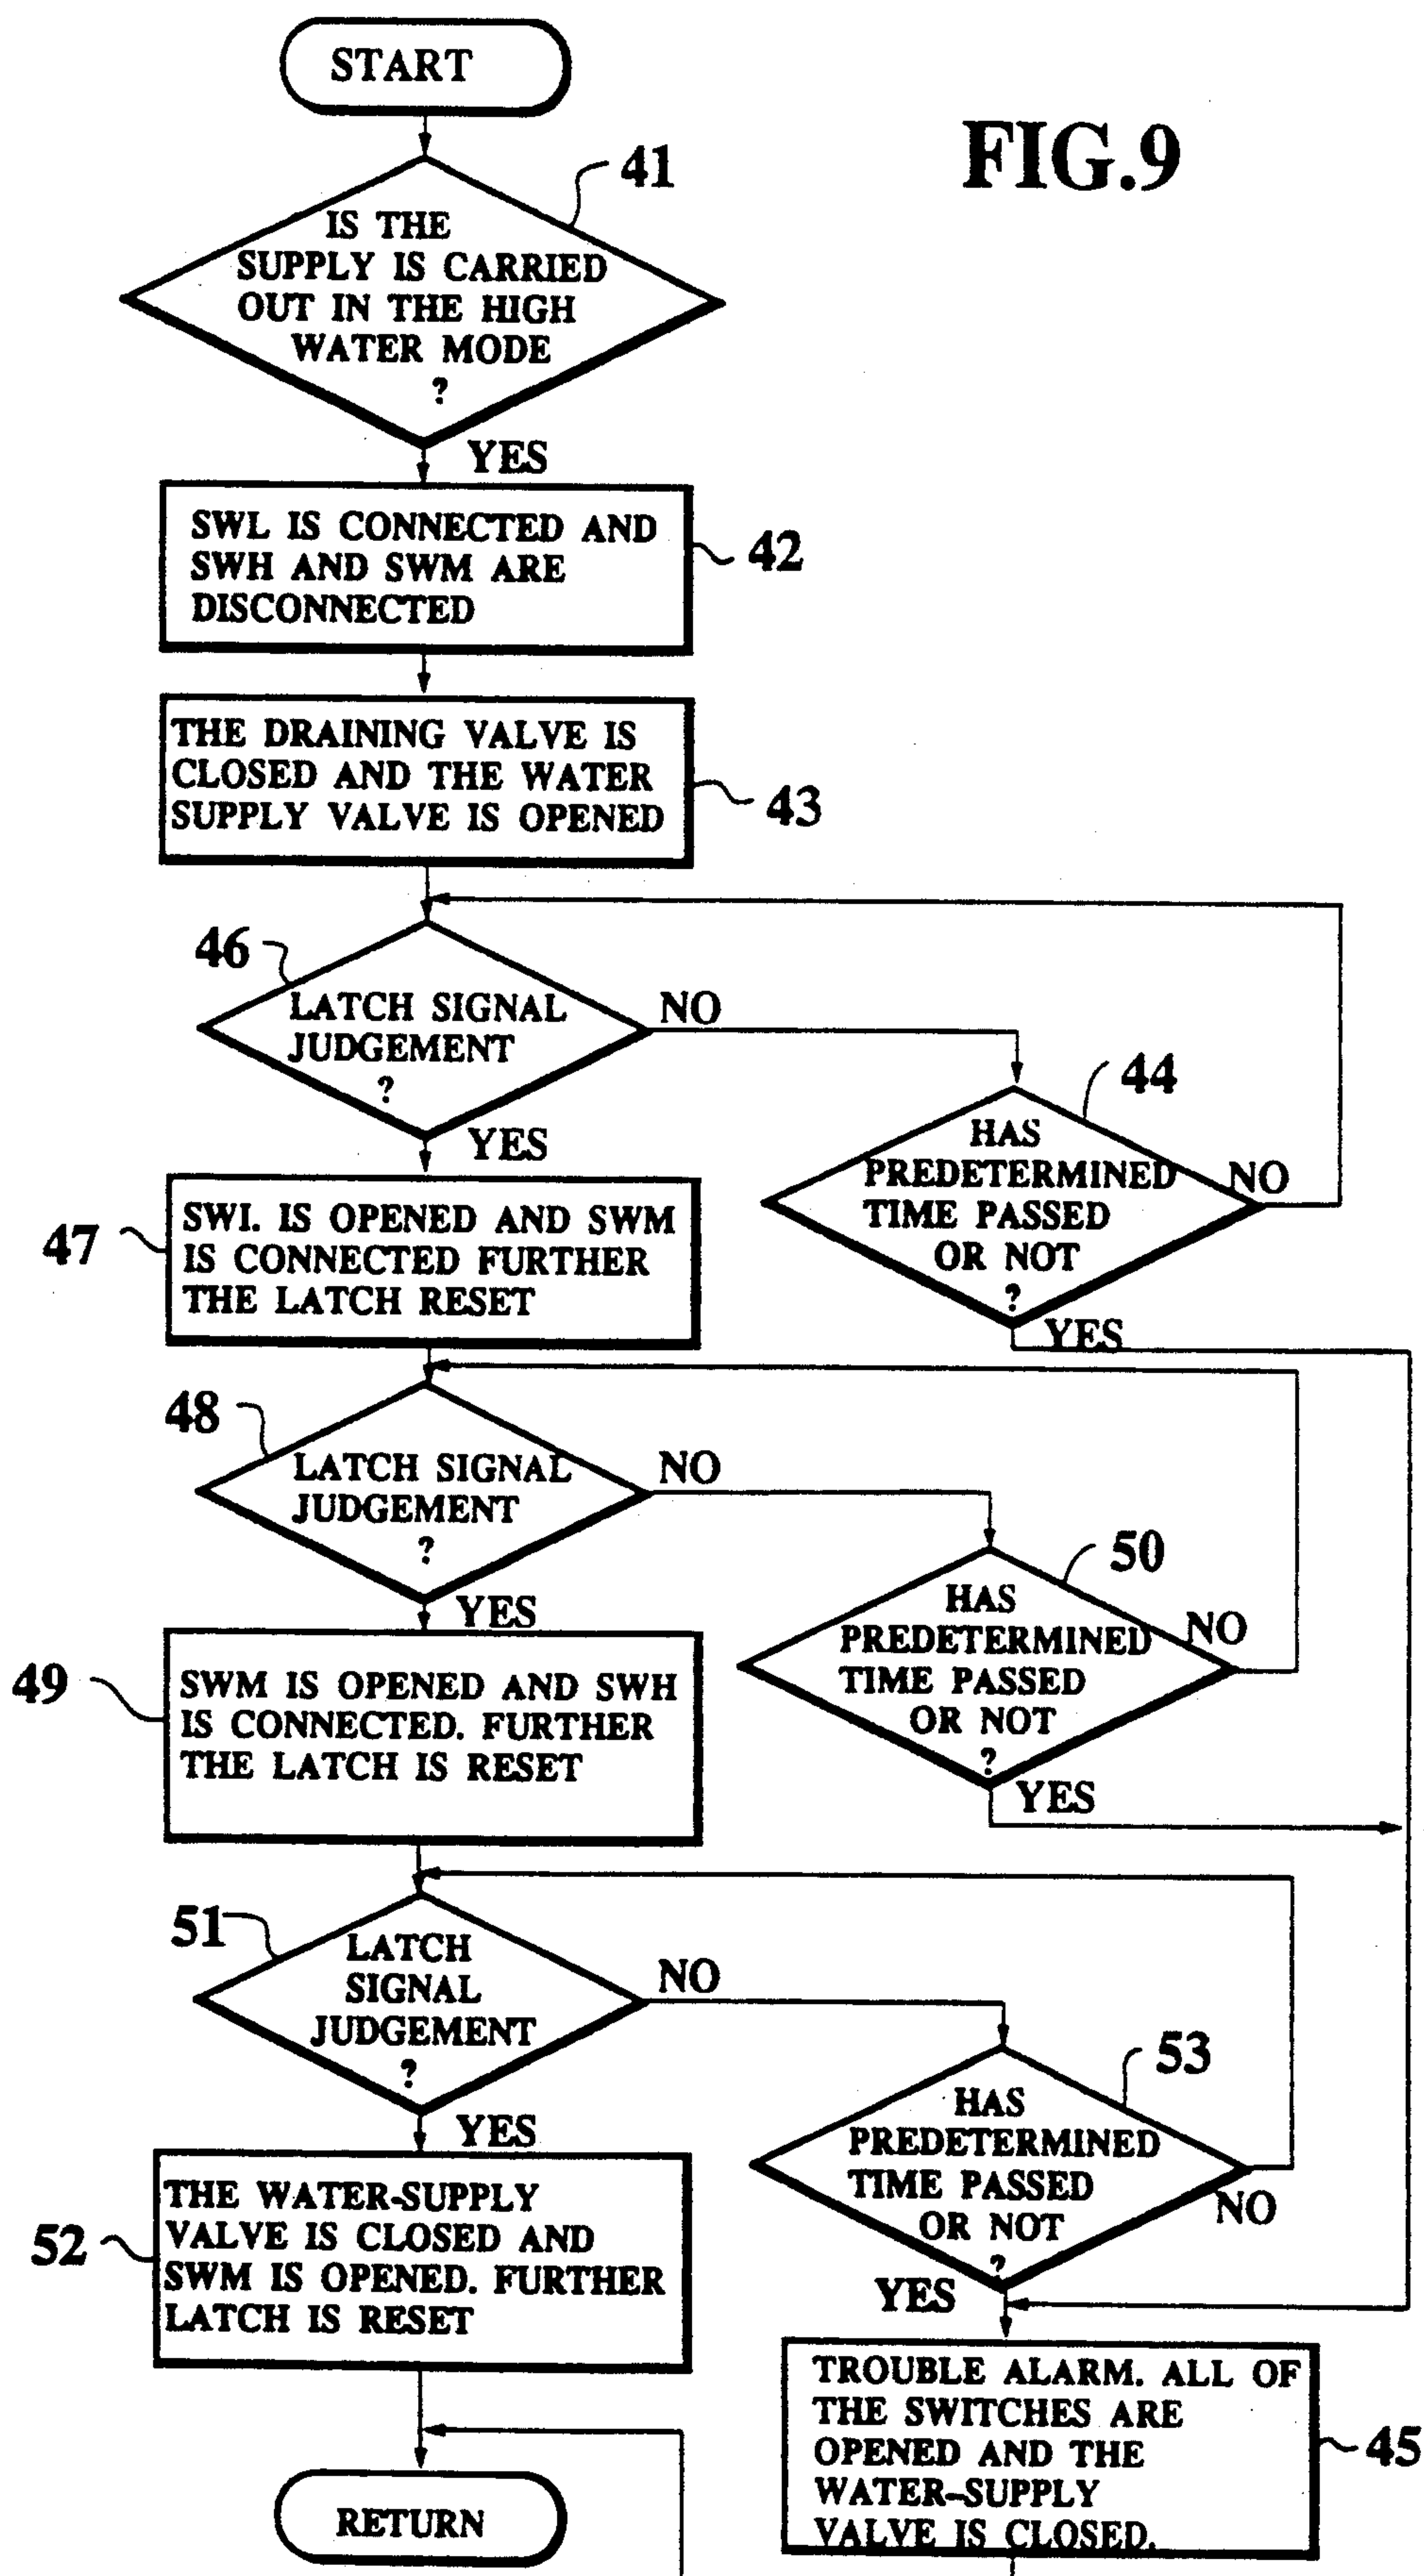 START
FIG.9
41
IS THE
SUPPLY IS CARRIED
OUT IN THE HIGH
WATER MODE
?
YES
SWL IS CONNECTED AND
SWH AND SWM ARE
DISCONNECTED
42
THE DRAINING VALVE IS
CLOSED AND THE WATER
SUPPLY VALVE IS OPENED
43
46
LATCH SIGNAL
JUDGEMENT
?
NO
YES
44
HAS
PREDETERMINED
TIME PASSED
OR NOT
?
NO
YES
47
SWI. IS OPENED AND SWM
IS CONNECTED FURTHER
THE LATCH RESET
48
LATCH SIGNAL
JUDGEMENT
?
NO
YES
50
HAS
PREDETERMINED
TIME PASSED
OR NOT
?
NO
YES
49
SWM IS OPENED AND SWH
IS CONNECTED. FURTHER
THE LATCH IS RESET
51
LATCH
SIGNAL
JUDGEMENT
?
NO
YES
53
HAS
PREDETERMINED
TIME PASSED
OR NOT
?
NO
YES
52
THE WATER-SUPPLY
VALVE IS CLOSED AND
SWM IS OPENED. FURTHER
LATCH IS RESET
TROUBLE ALARM. ALL OF
THE SWITCHES ARE
OPENED AND THE
WATER-SUPPLY
VALVE IS CLOSED.
45
RETURN